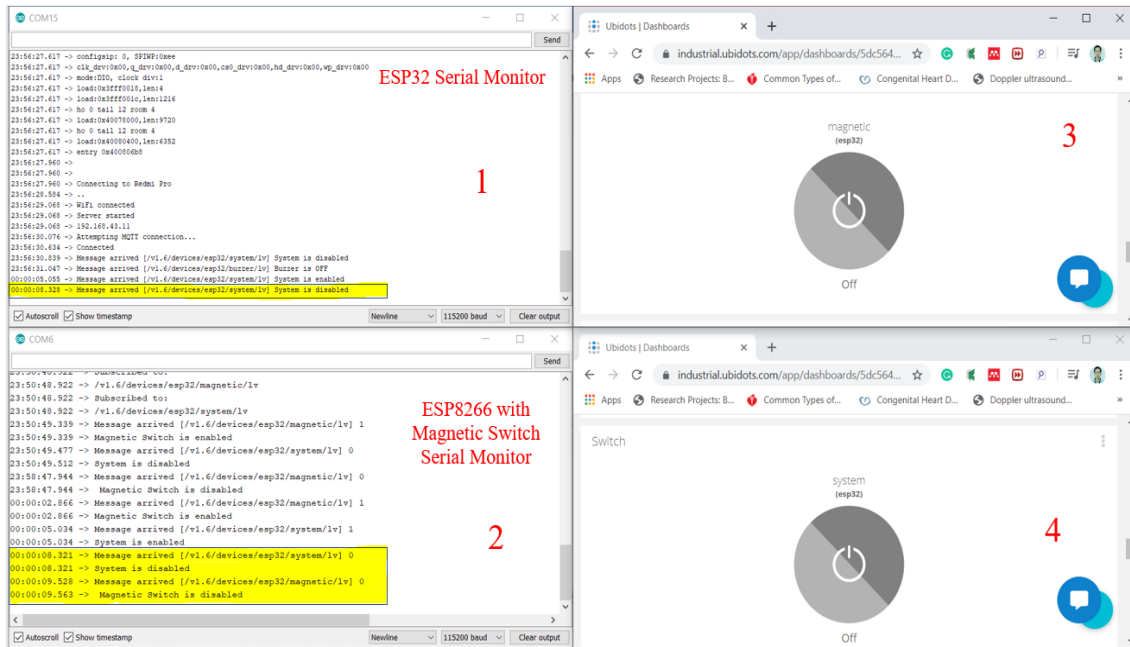 COM15
Send
23:56:27.617 -> configsip: 0, SPIWP:0xee
23:56:27.617 -> clk_drv:0x00,q_drv:0x00,d_drv:0x00,cs0_drv:0x00,hd_drv:0x00,wp_drv:0x00
23:56:27.617 -> mode:DIO, clock div:1
23:56:27.617 -> load:0x3fff0018,len:4
23:56:27.617 -> load:0x3fff001c,len:1216
23:56:27.617 -> ho 0 tail 12 room 4
23:56:27.617 -> load:0x40078000,len:9720
23:56:27.617 -> ho 0 tail 12 room 4
23:56:27.617 -> load:0x40080400,len:6352
23:56:27.617 -> entry 0x400806b8
23:56:27.960 ->
23:56:27.960 ->
23:56:27.960 -> Connecting to Redmi Pro
23:56:28.584 -> ..
23:56:29.068 -> WiFi connected
23:56:29.068 -> Server started
23:56:29.068 -> 192.168.43.11
23:56:30.076 -> Attempting MQTT connection...
23:56:30.634 -> Connected
23:56:30.839 -> Message arrived [/v1.6/devices/esp32/system/lv] System is disabled
23:56:31.047 -> Message arrived [/v1.6/devices/esp32/buzzer/lv] Buzzer is OFF
00:00:05.055 -> Message arrived [/v1.6/devices/esp32/system/lv] System is enabled
00:00:08.328 -> Message arrived [/v1.6/devices/esp32/system/lv] System is disabled
ESP32 Serial Monitor
1
Autoscroll Show timestamp
Newline 115200 baud Clear output
Ubidots | Dashboards
industrial.ubidots.com/app/dashboards/5dc564...
Apps Research Projects: B... Common Types of... Congenital Heart D... Doppler ultrasound... »
magnetic
(esp32)
3
Off
COM6
Send
23:50:48.922 -> Subscribed to:
23:50:48.922 -> /v1.6/devices/esp32/magnetic/lv
23:50:48.922 -> Subscribed to:
23:50:48.922 -> /v1.6/devices/esp32/system/lv
23:50:49.339 -> Message arrived [/v1.6/devices/esp32/magnetic/lv] 1
23:50:49.339 -> Magnetic Switch is enabled
23:50:49.477 -> Message arrived [/v1.6/devices/esp32/system/lv] 0
23:50:49.512 -> System is disabled
23:58:47.944 -> Message arrived [/v1.6/devices/esp32/magnetic/lv] 0
23:58:47.944 -> Magnetic Switch is disabled
00:00:02.866 -> Message arrived [/v1.6/devices/esp32/magnetic/lv] 1
00:00:02.866 -> Magnetic Switch is enabled
00:00:05.034 -> Message arrived [/v1.6/devices/esp32/system/lv] 1
00:00:05.034 -> System is enabled
00:00:08.321 -> Message arrived [/v1.6/devices/esp32/system/lv] 0
00:00:08.321 -> System is disabled
00:00:09.528 -> Message arrived [/v1.6/devices/esp32/magnetic/lv] 0
00:00:09.563 -> Magnetic Switch is disabled
ESP8266 with
Magnetic Switch
Serial Monitor
2
Autoscroll Show timestamp
Newline 115200 baud Clear output
Ubidots | Dashboards
industrial.ubidots.com/app/dashboards/5dc564...
Apps Research Projects: B... Common Types of... Congenital Heart D... Doppler ultrasound... »
Switch
system
(esp32)
4
Off